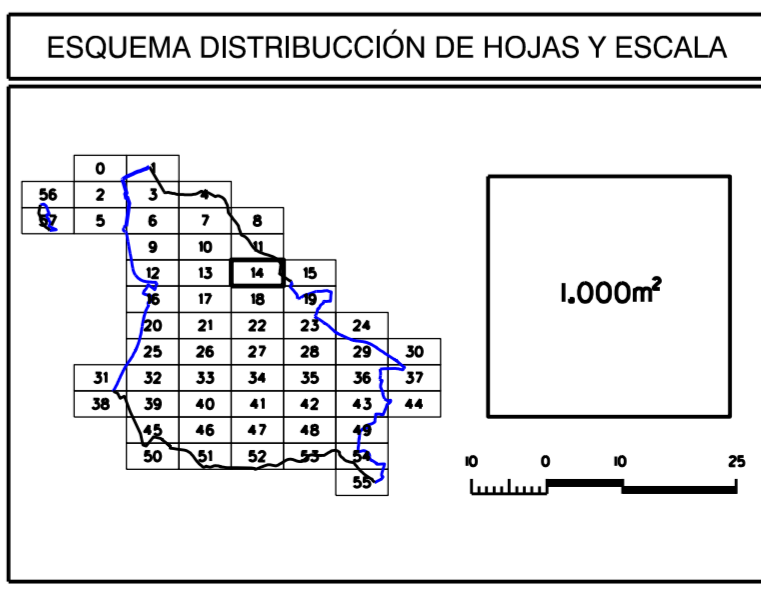 ESQUEMA DISTRIBUCCIÓN DE HOJAS Y ESCALA
0 1
56 2 3 4
57 5 6 7 8
9 10 11
12 13 14 15
16 17 18 19
20 21 22 23 24
25 26 27 28 29 30
31 32 33 34 35 36 37
38 39 40 41 42 43 44
45 46 47 48 49
50 51 52 53 54
55
1.000m²
10 0 10 25